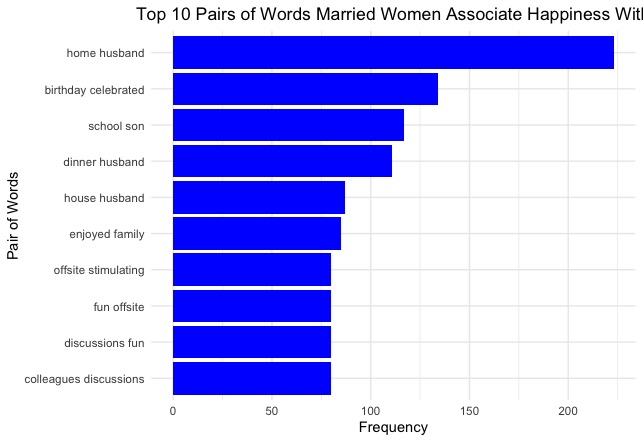 Top 10 Pairs of Words Married Women Associate Happiness Wit
home husband
birthday celebrated
school son
dinner husband
house husband
enjoyed family
offsite stimulating
fun offsite
discussions fun
colleagues discussions
Pair of Words
0 50 100 150 200
Frequency